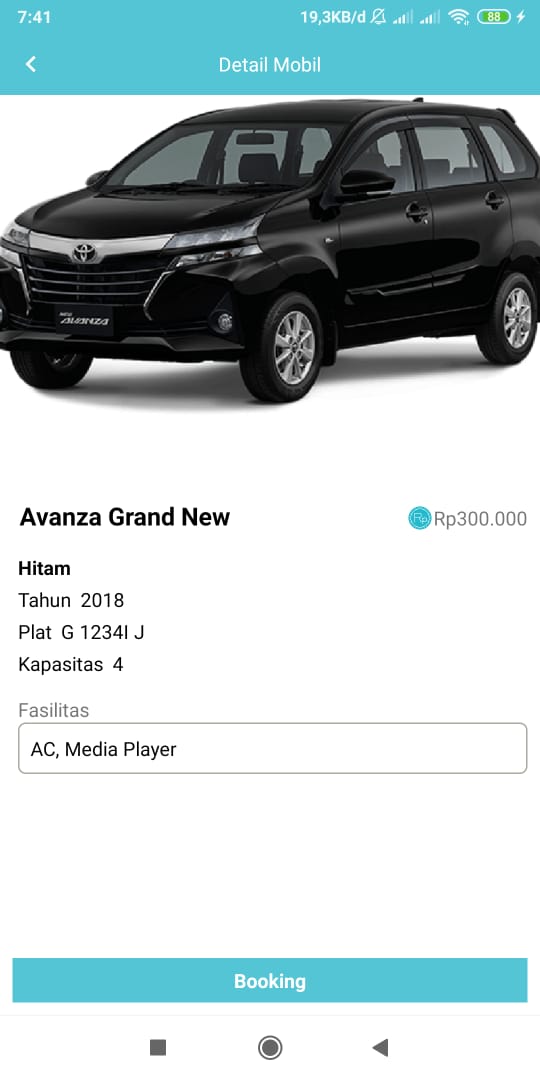 7:41 19,3KB/d 88
Detail Mobil
NEW
AVANZA
Avanza Grand New Rp Rp300.000
Hitam
Tahun 2018
Plat G 1234I J
Kapasitas 4
Fasilitas
AC, Media Player
Booking